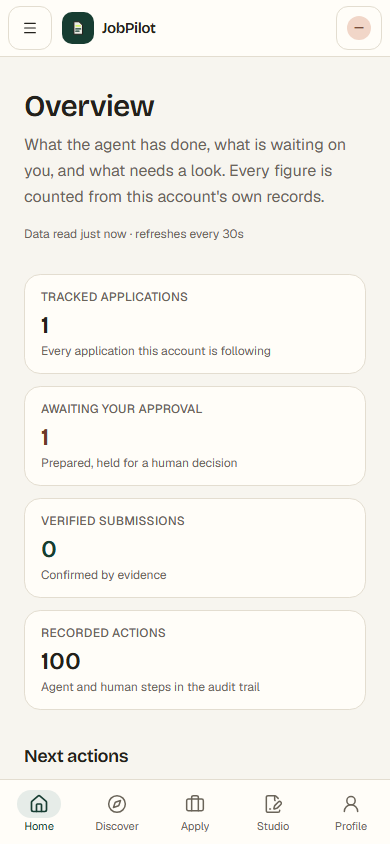 JobPilot
Overview
What the agent has done, what is waiting on
you, and what needs a look. Every figure is
counted from this account's own records.
Data read just now · refreshes every 30s
TRACKED APPLICATIONS
1
Every application this account is following
AWAITING YOUR APPROVAL
1
Prepared, held for a human decision
VERIFIED SUBMISSIONS
0
Confirmed by evidence
RECORDED ACTIONS
100
Agent and human steps in the audit trail
Next actions
Home Discover Apply Studio Profile